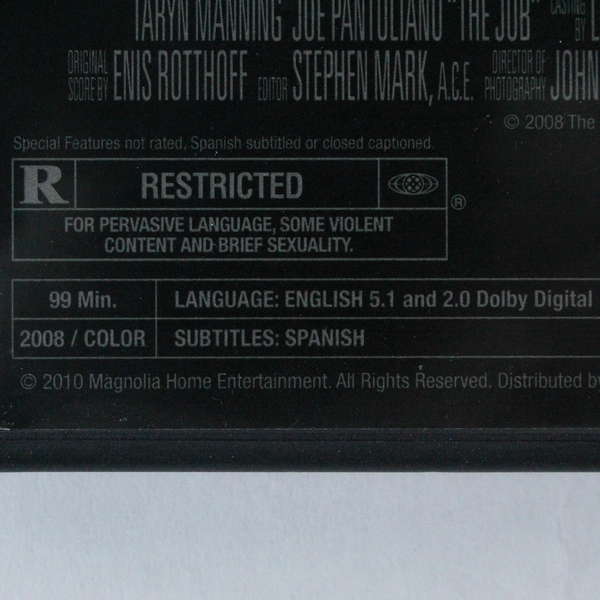 TARYN MANNING JOE PANTOLIANO "THE JOB" CASTING BY L
ORIGINAL SCORE BY ENIS ROTTHOFF EDITOR STEPHEN MARK, A.C.E. DIRECTOR OF PHOTOGRAPHY JOHN
© 2008 The
Special Features not rated, Spanish subtitled or closed captioned.
R RESTRICTED ®
FOR PERVASIVE LANGUAGE, SOME VIOLENT
CONTENT AND BRIEF SEXUALITY.
99 Min. LANGUAGE: ENGLISH 5.1 and 2.0 Dolby Digital
2008 / COLOR SUBTITLES: SPANISH
© 2010 Magnolia Home Entertainment. All Rights Reserved. Distributed by